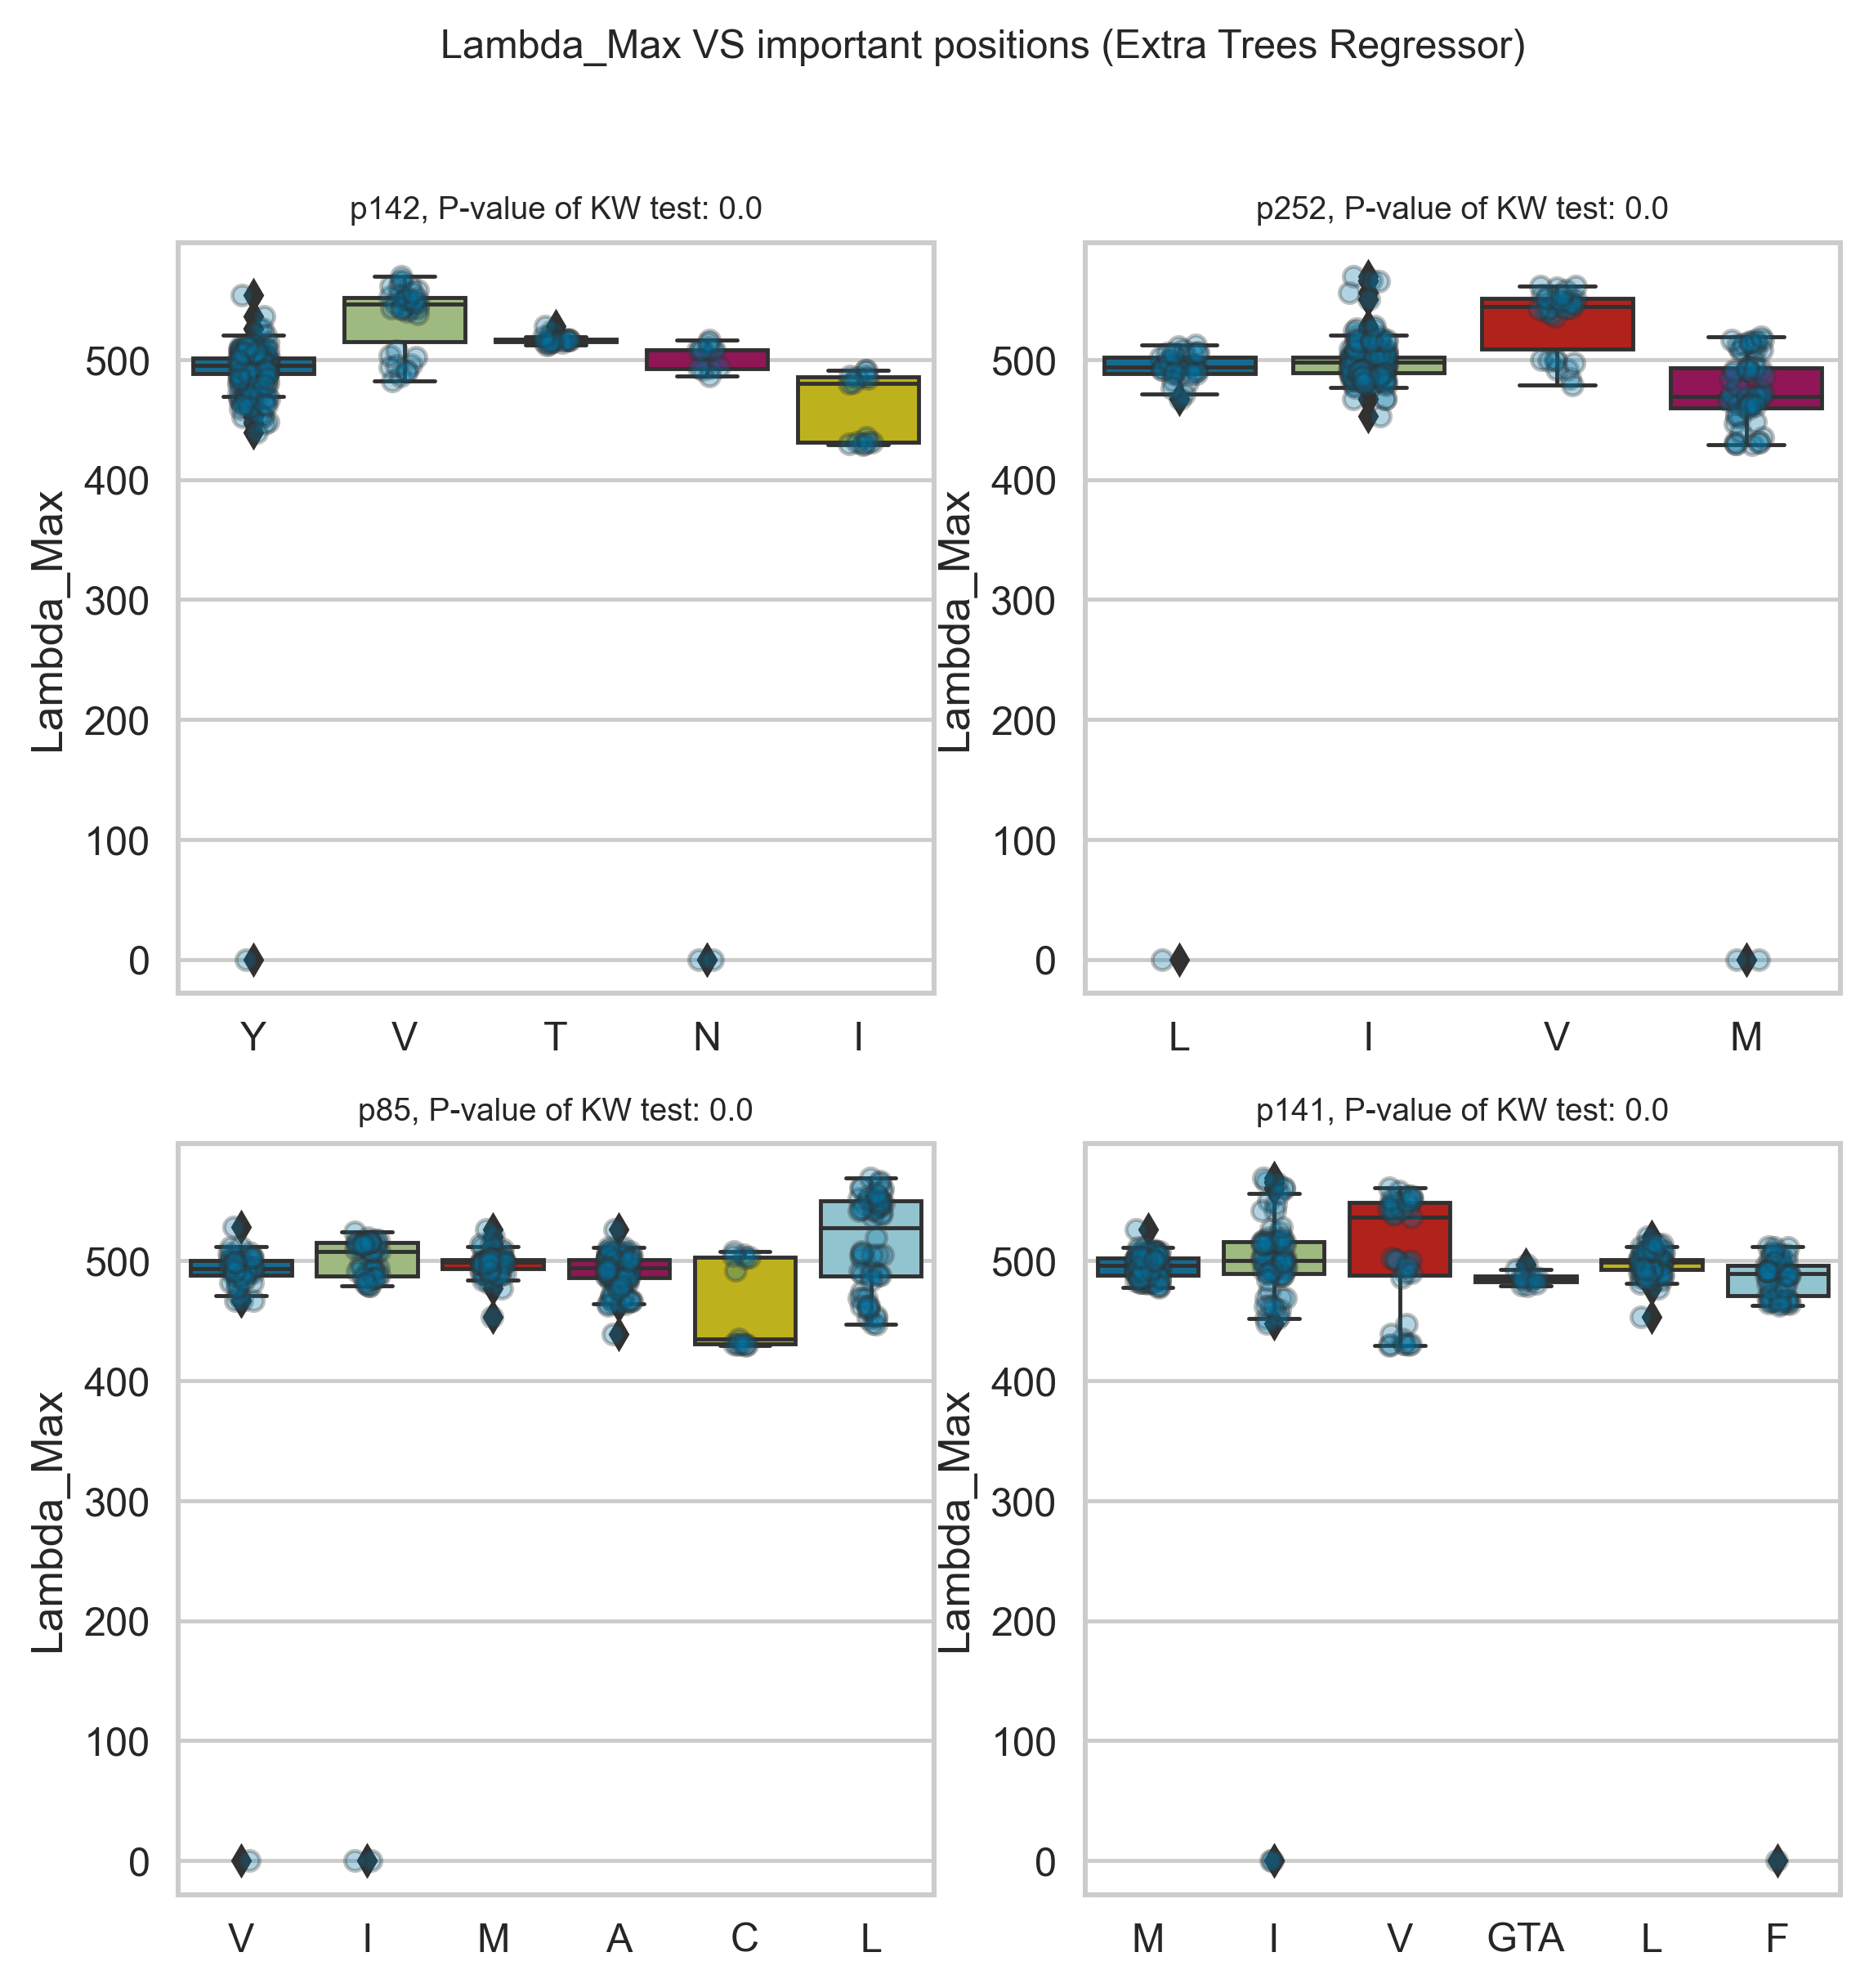 Lambda_Max VS important positions (Extra Trees Regressor)
p142, P-value of KW test: 0.0
Lambda_Max
500
400
300
200
100
0
Y V T N I
p252, P-value of KW test: 0.0
Lambda_Max
500
400
300
200
100
0
L I V M
p85, P-value of KW test: 0.0
Lambda_Max
500
400
300
200
100
0
V I M A C L
p141, P-value of KW test: 0.0
Lambda_Max
500
400
300
200
100
0
M I V GTA L F